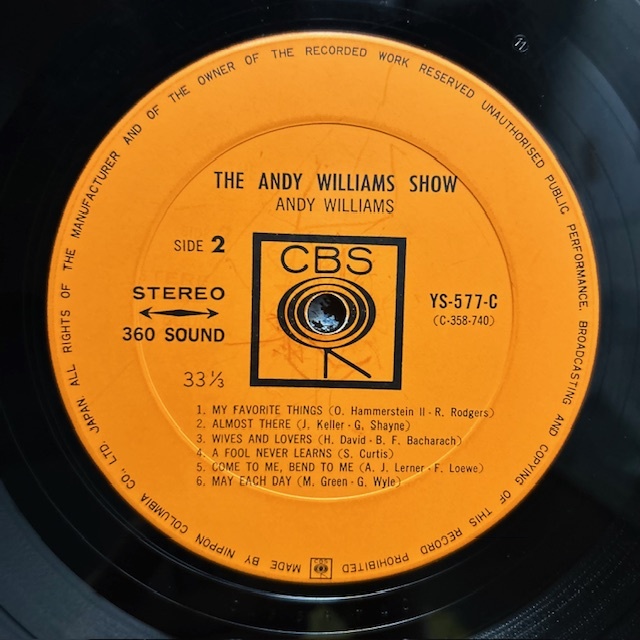 THE ANDY WILLIAMS SHOW
ANDY WILLIAMS
SIDE 2
CBS
STEREO
360 SOUND
YS-577-C
(C-358-740)
33⅓
1. MY FAVORITE THINGS (O. Hammerstein II - R. Rodgers)
2. ALMOST THERE (J. Keller - G. Shayne)
3. WIVES AND LOVERS (H. David - B. F. Bacharach)
4. A FOOL NEVER LEARNS (S. Curtis)
5. COME TO ME, BEND TO ME (A. J. Lerner - F. Loewe)
6. MAY EACH DAY (M. Green - G. Wyle)
MADE BY NIPPON COLUMBIA CO., LTD. JAPAN. ALL RIGHTS OF THE MANUFACTURER AND OF THE OWNER OF THE RECORDED WORK RESERVED UNAUTHORISED PUBLIC PERFORMANCE, BROADCASTING AND COPYING OF THIS RECORD PROHIBITED